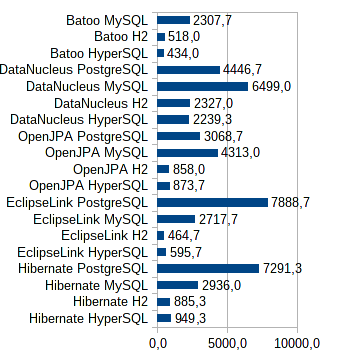 Batoo MySQL 2307,7
Batoo H2 518,0
Batoo HyperSQL 434,0
DataNucleus PostgreSQL 4446,7
DataNucleus MySQL 6499,0
DataNucleus H2 2327,0
DataNucleus HyperSQL 2239,3
OpenJPA PostgreSQL 3068,7
OpenJPA MySQL 4313,0
OpenJPA H2 858,0
OpenJPA HyperSQL 873,7
EclipseLink PostgreSQL 7888,7
EclipseLink MySQL 2717,7
EclipseLink H2 464,7
EclipseLink HyperSQL 595,7
Hibernate PostgreSQL 7291,3
Hibernate MySQL 2936,0
Hibernate H2 885,3
Hibernate HyperSQL 949,3
0,0 5000,0 10000,0